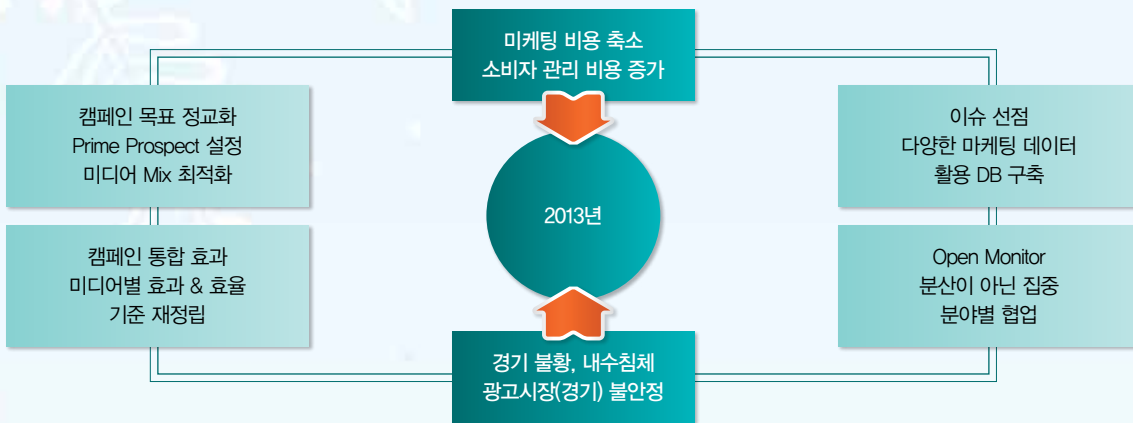 미케팅 비용 축소
소비자 관리 비용 증가
캠페인 목표 정교화
Prime Prospect 설정
미디어 Mix 최적화
이슈 선점
다양한 마케팅 데이터
활용 DB 구축
2013년
캠페인 통합 효과
미디어별 효과 & 효율
기준 재정립
Open Monitor
분산이 아닌 집중
분야별 협업
경기 불황, 내수침체
광고시장(경기) 불안정